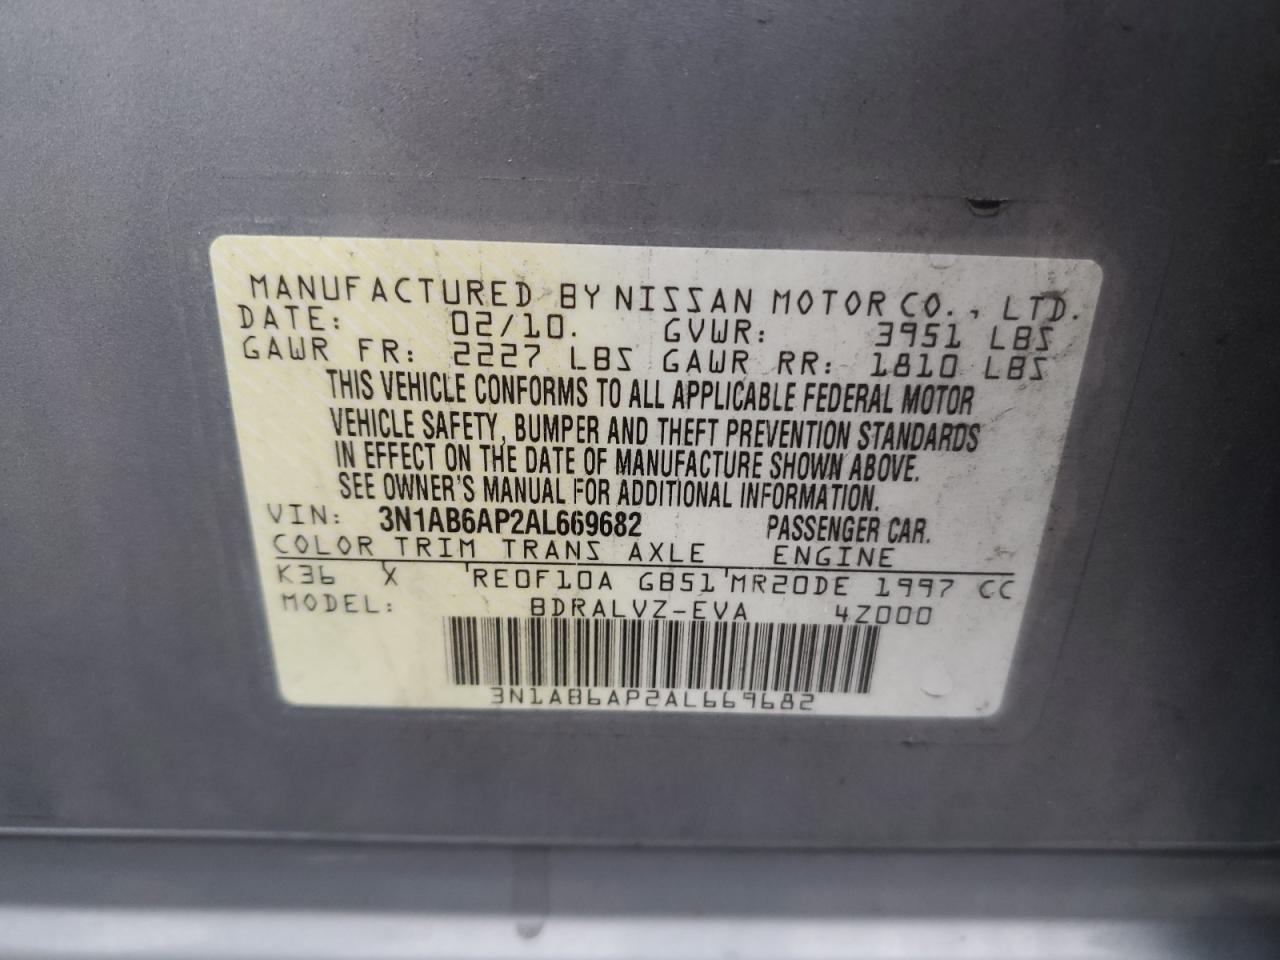 MANUFACTURED BY NISSAN MOTOR CO., LTD.
DATE: 02/10. GVWR: 3951 LBS
GAWR FR: 2227 LBS GAWR RR: 1810 LBS
THIS VEHICLE CONFORMS TO ALL APPLICABLE FEDERAL MOTOR
VEHICLE SAFETY, BUMPER AND THEFT PREVENTION STANDARDS
IN EFFECT ON THE DATE OF MANUFACTURE SHOWN ABOVE.
SEE OWNER'S MANUAL FOR ADDITIONAL INFORMATION.
VIN: 3N1AB6AP2AL669682 PASSENGER CAR.
COLOR TRIM TRANS AXLE ENGINE
K36 X RE0F10A GB51 MR20DE 1997 CC
MODEL: BDRALVZ-EVA 4Z000
3N1AB6AP2AL669682